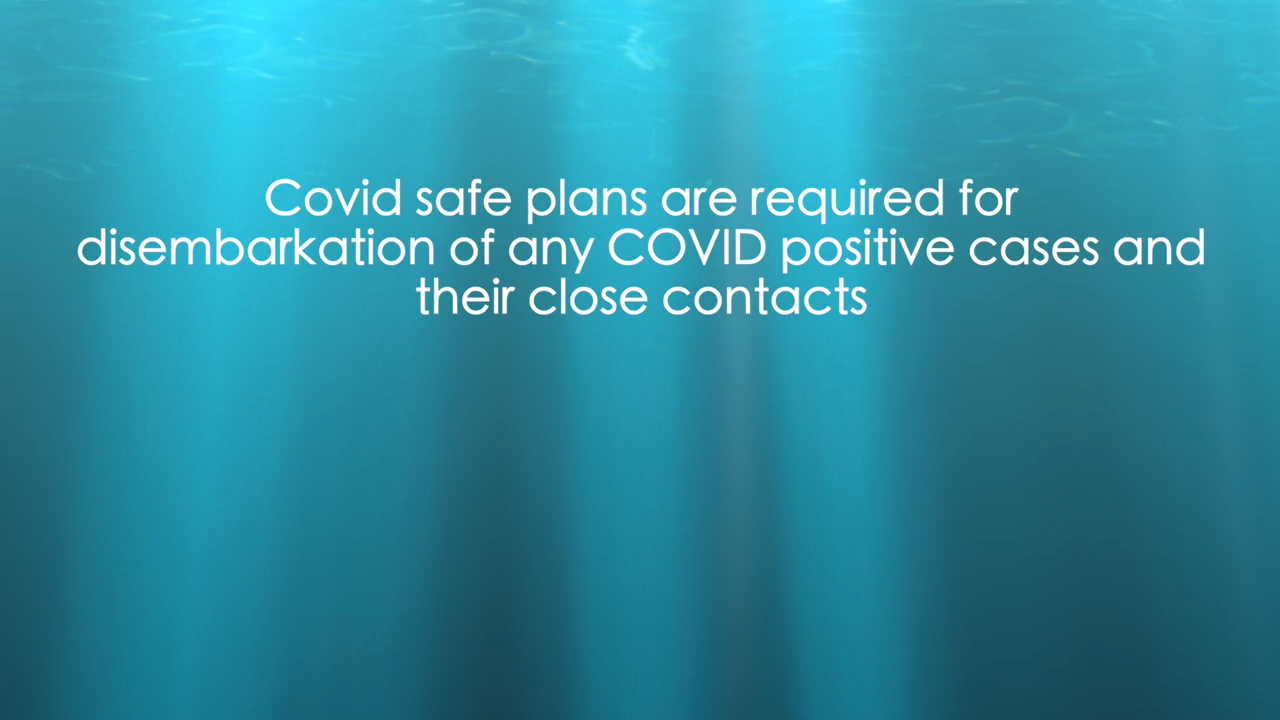 Covid safe plans are required for
disembarkation of any COVID positive cases and
their close contacts